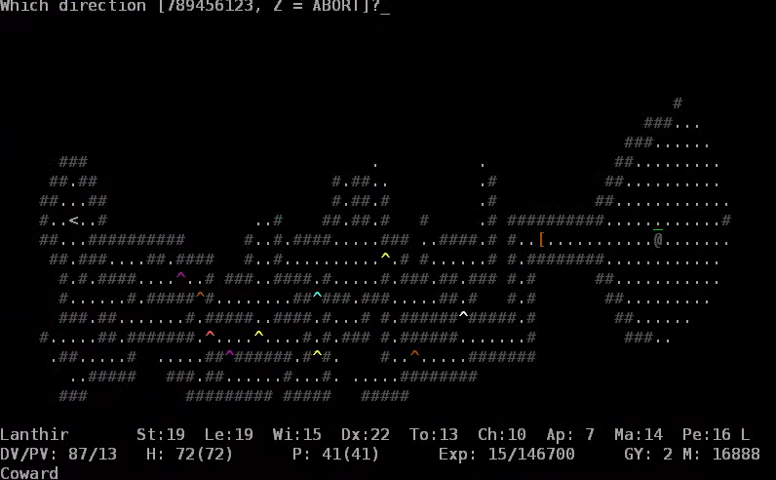 Which direction [789456123, Z = ABORT]?_
Lanthir St:19 Le:19 Wi:15 Dx:22 To:13 Ch:10 Ap: 7 Ma:14 Pe:16 L
DV/PV: 87/13 H: 72(72) P: 41(41) Exp: 15/146700 GY: 2 M: 16888
Coward